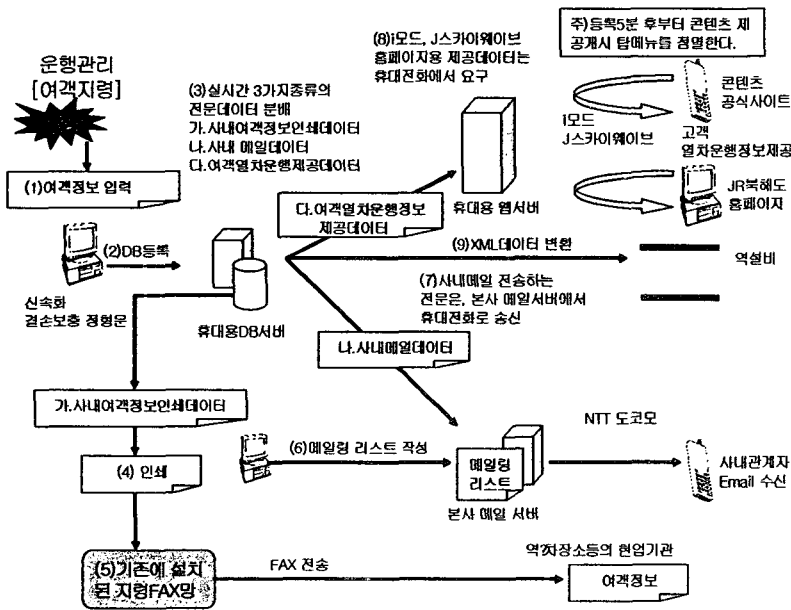 운행관리
[여객지령]
(1)여객정보 입력
(2)DB등록
신속화
결손보충 정형문
휴대용DB서버
(3)실시간 3가지종류의
전문데이터 분배
가.사내여객정보인쇄데이터
나.사내 메일데이터
다.여객열차운행제공데이터
(8)i모드, J스카이웨이브
홈페이지용 제공데이터는
휴대전화에서 요구
휴대용 웹서버
주)등록5분 후부터 콘텐츠 제
공개시 탑메뉴를 정열한다.
콘텐츠
공식사이트
i모드
J스카이웨이브
고객
열차운행정보제공
JR북해도
홈페이지
다.여객열차운행정보
제공데이터
(9)XML데이터 변환
역설비
(7)사내메일 전송하는
전문은, 본사 메일서버에서
휴대전화로 송신
나.사내메일데이터
가.사내여객정보인쇄데이터
(4) 인쇄
(6)메일링 리스트 작성
메일링
리스트
본사 메일 서버
NTT 도코모
사내관계자
Email 수신
(5)기존에 설치
된 지령FAX망
FAX 전송
역?차장소등의 현업기관
여객정보